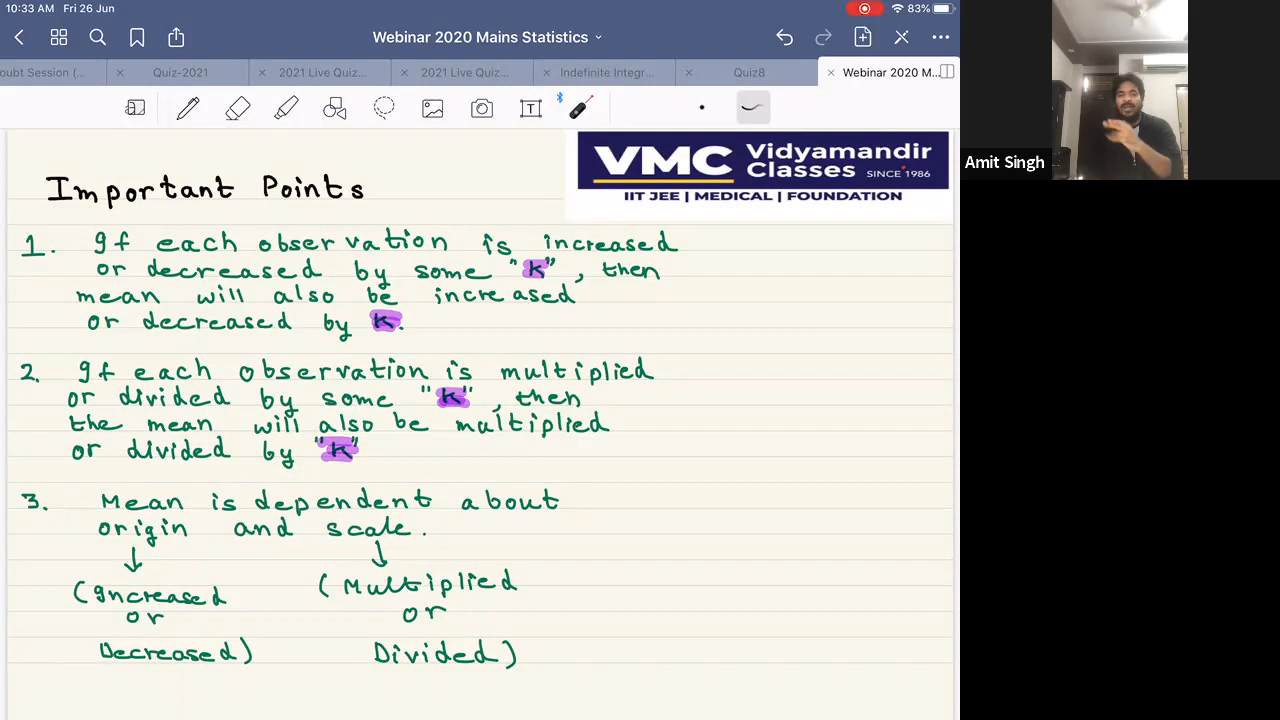 10:33 AM Fri 26 Jun
83%
Webinar 2020 Mains Statistics
oubt Session (...
Quiz-2021
2021 Live Quiz...
2021 Live Quiz...
Indefinite Integr...
Quiz8
Webinar 2020 M...
T
Amit Singh
VMC Vidyamandir Classes
SINCE 1986
IIT JEE | MEDICAL | FOUNDATION
Important Points
1. If each observation is increased
or decreased by some "K", then
mean will also be increased
or decreased by K.
2. If each observation is multiplied
or divided by some "K", then
the mean will also be multiplied
or divided by "K"
3. Mean is dependent about
origin and scale.
↓ ↓
(Increased (Multiplied
or or
Decreased) Divided)